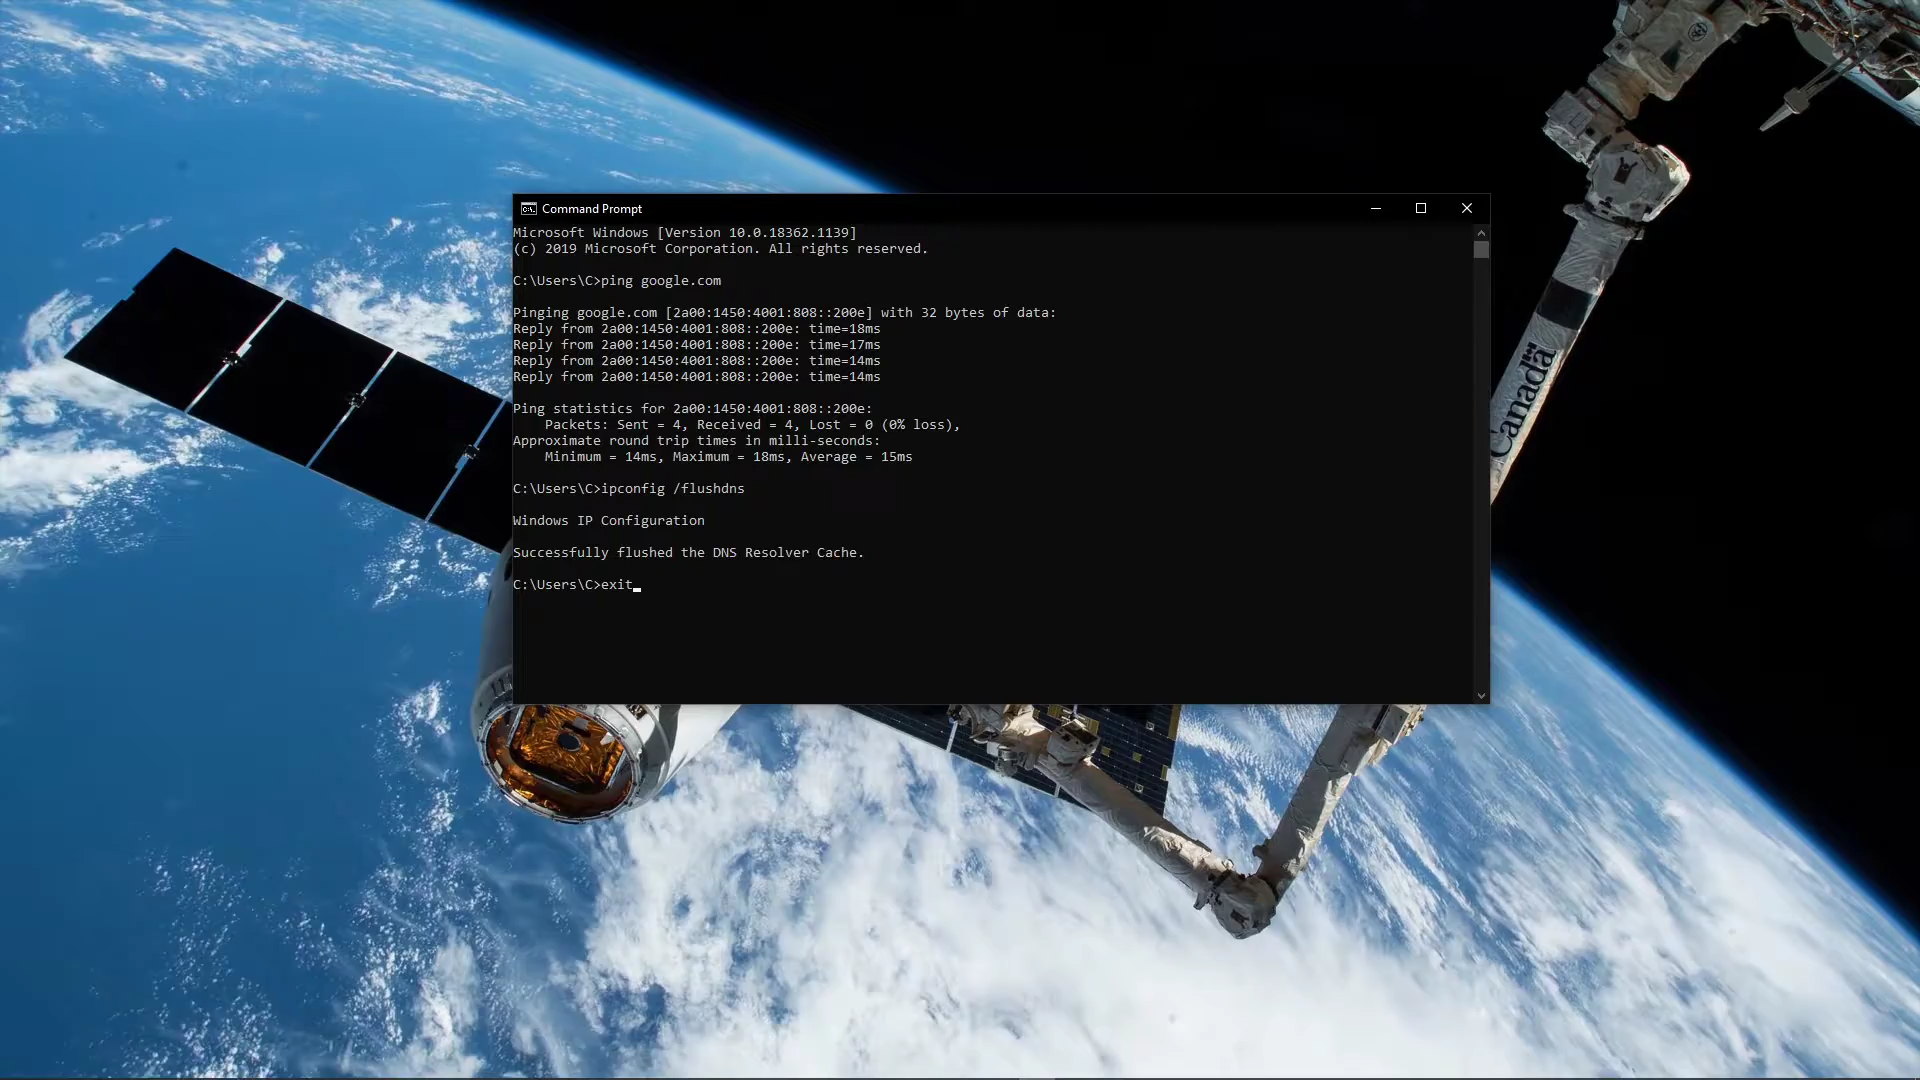 Command Prompt
Microsoft Windows [Version 10.0.18362.1139]
(c) 2019 Microsoft Corporation. All rights reserved.
C:\Users\C>ping google.com
Pinging google.com [2a00:1450:4001:808::200e] with 32 bytes of data:
Reply from 2a00:1450:4001:808::200e: time=18ms
Reply from 2a00:1450:4001:808::200e: time=17ms
Reply from 2a00:1450:4001:808::200e: time=14ms
Reply from 2a00:1450:4001:808::200e: time=14ms
Ping statistics for 2a00:1450:4001:808::200e:
    Packets: Sent = 4, Received = 4, Lost = 0 (0% loss),
Approximate round trip times in milli-seconds:
    Minimum = 14ms, Maximum = 18ms, Average = 15ms
C:\Users\C>ipconfig /flushdns
Windows IP Configuration
Successfully flushed the DNS Resolver Cache.
C:\Users\C>exit
Canada